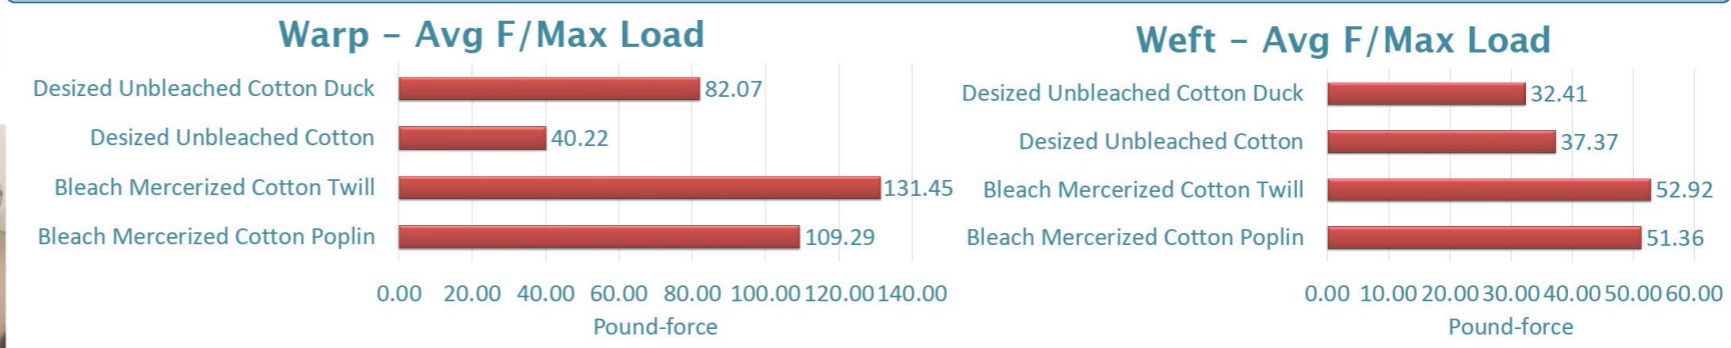 Warp – Avg F/Max Load
Desized Unbleached Cotton Duck 82.07
Desized Unbleached Cotton 40.22
Bleach Mercerized Cotton Twill 131.45
Bleach Mercerized Cotton Poplin 109.29
0.00 20.00 40.00 60.00 80.00 100.00 120.00 140.00
Pound-force
Weft – Avg F/Max Load
Desized Unbleached Cotton Duck 32.41
Desized Unbleached Cotton 37.37
Bleach Mercerized Cotton Twill 52.92
Bleach Mercerized Cotton Poplin 51.36
0.00 10.00 20.00 30.00 40.00 50.00 60.00
Pound-force